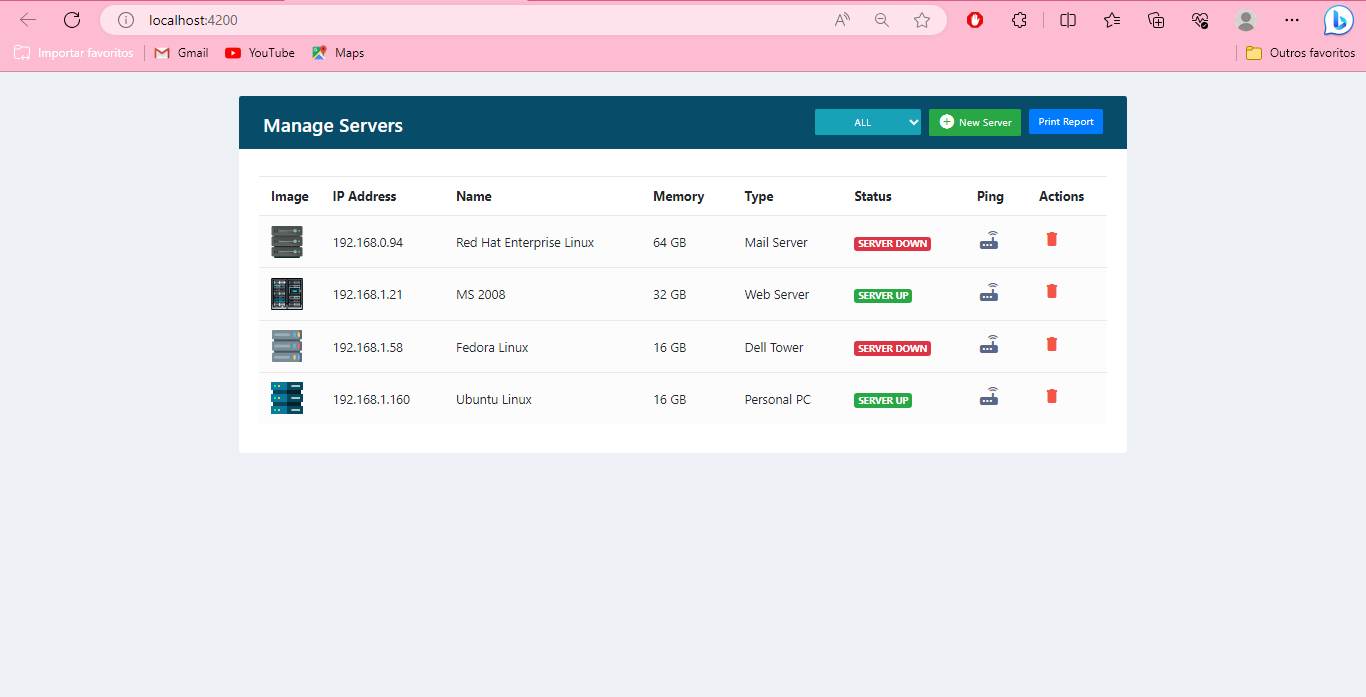 localhost:4200
Importar favoritos Gmail YouTube Maps Outros favoritos
Manage Servers ALL New Server Print Report
Image IP Address Name Memory Type Status Ping Actions
192.168.0.94 Red Hat Enterprise Linux 64 GB Mail Server SERVER DOWN
192.168.1.21 MS 2008 32 GB Web Server SERVER UP
192.168.1.58 Fedora Linux 16 GB Dell Tower SERVER DOWN
192.168.1.160 Ubuntu Linux 16 GB Personal PC SERVER UP